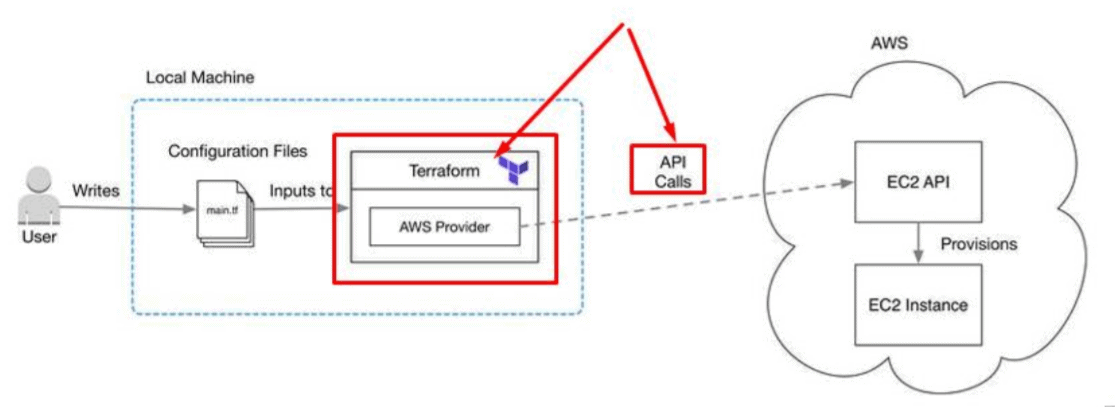 AWS
Local Machine
Configuration Files
Terraform
API
Calls
Writes
Inputs to
main.tf
EC2 API
User
AWS Provider
Provisions
EC2 Instance